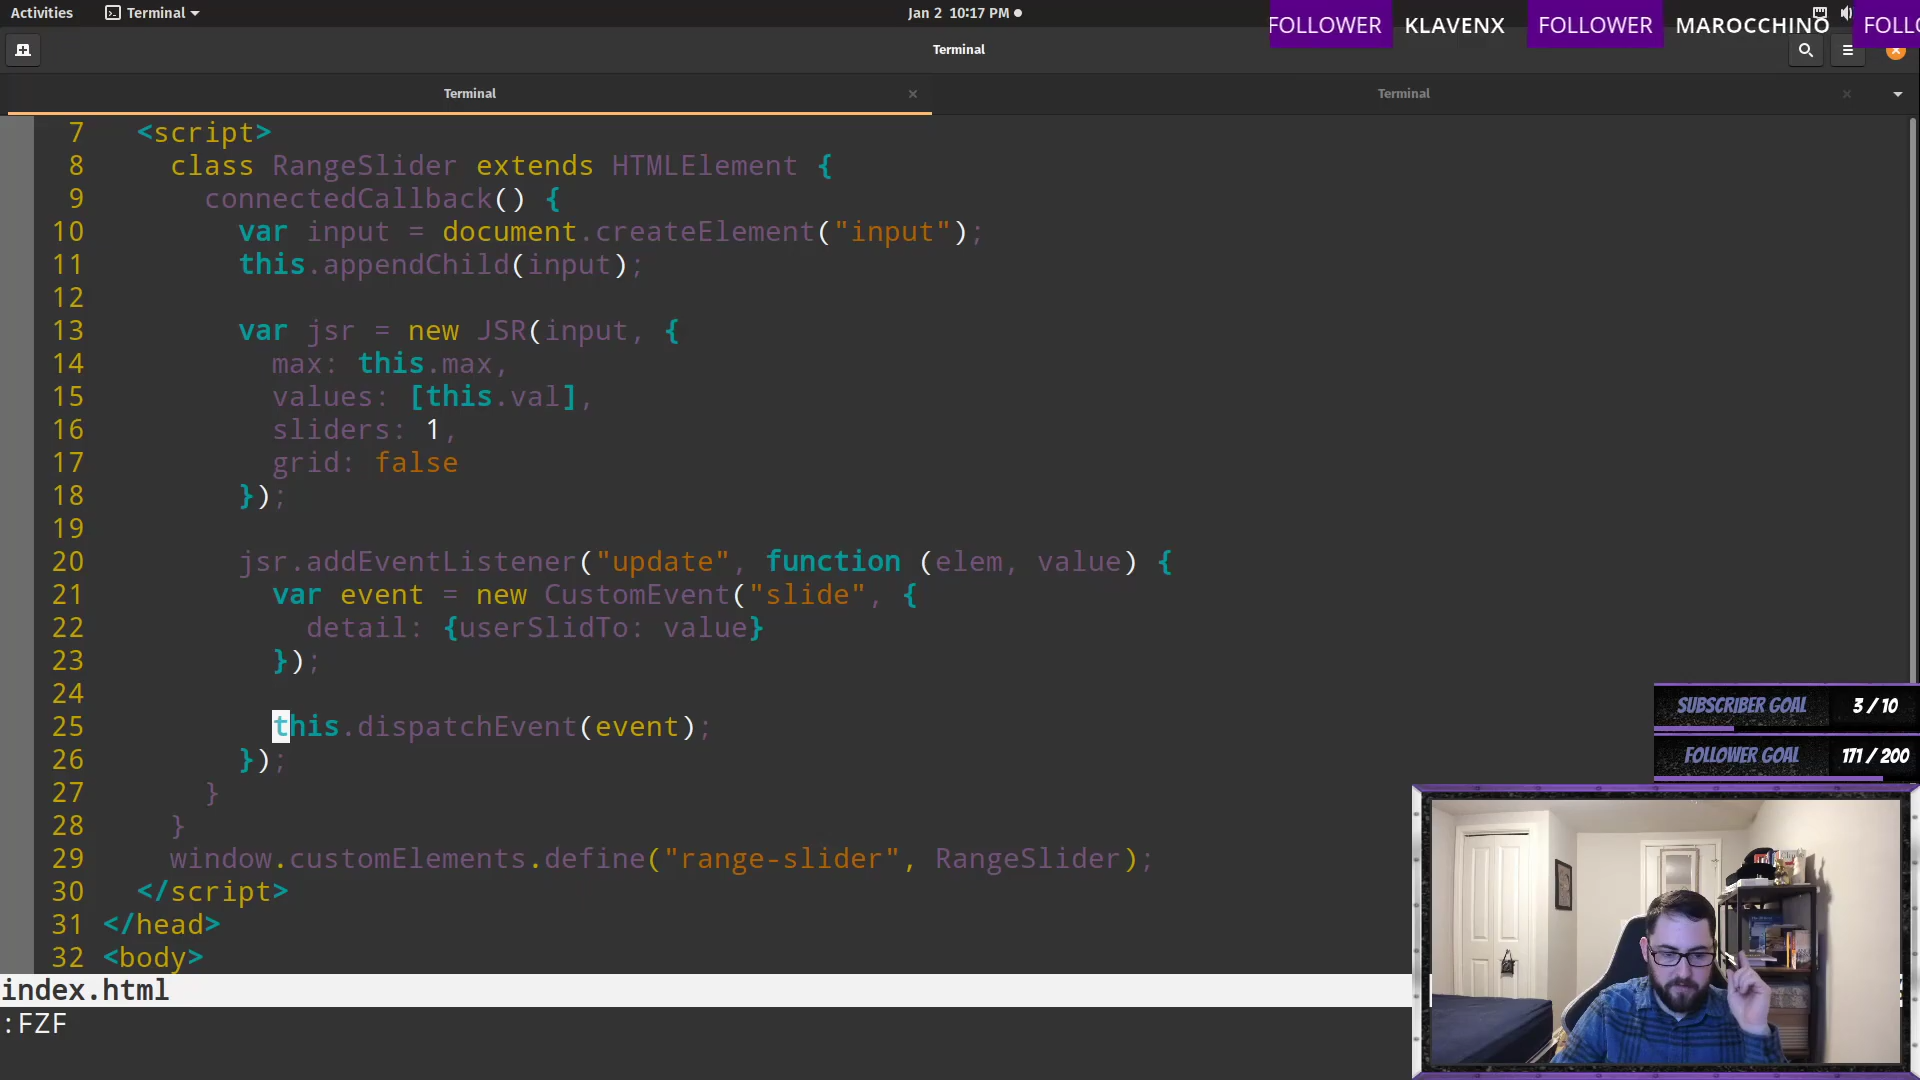 Activities Terminal Jan 2 10:17 PM
FOLLOWER KLAVENX FOLLOWER MAROCCHINO
Terminal
Terminal Terminal
7 <script>
8 class RangeSlider extends HTMLElement {
9 connectedCallback() {
10 var input = document.createElement("input");
11 this.appendChild(input);
12
13 var jsr = new JSR(input, {
14 max: this.max,
15 values: [this.val],
16 sliders: 1,
17 grid: false
18 });
19
20 jsr.addEventListener("update", function (elem, value) {
21 var event = new CustomEvent("slide", {
22 detail: {userSlidTo: value}
23 });
24
25 this.dispatchEvent(event);
26 });
27 }
28 }
29 window.customElements.define("range-slider", RangeSlider);
30 </script>
31 </head>
32 <body>
index.html
:FZF
SUBSCRIBER GOAL 3 / 10
FOLLOWER GOAL 171 / 200